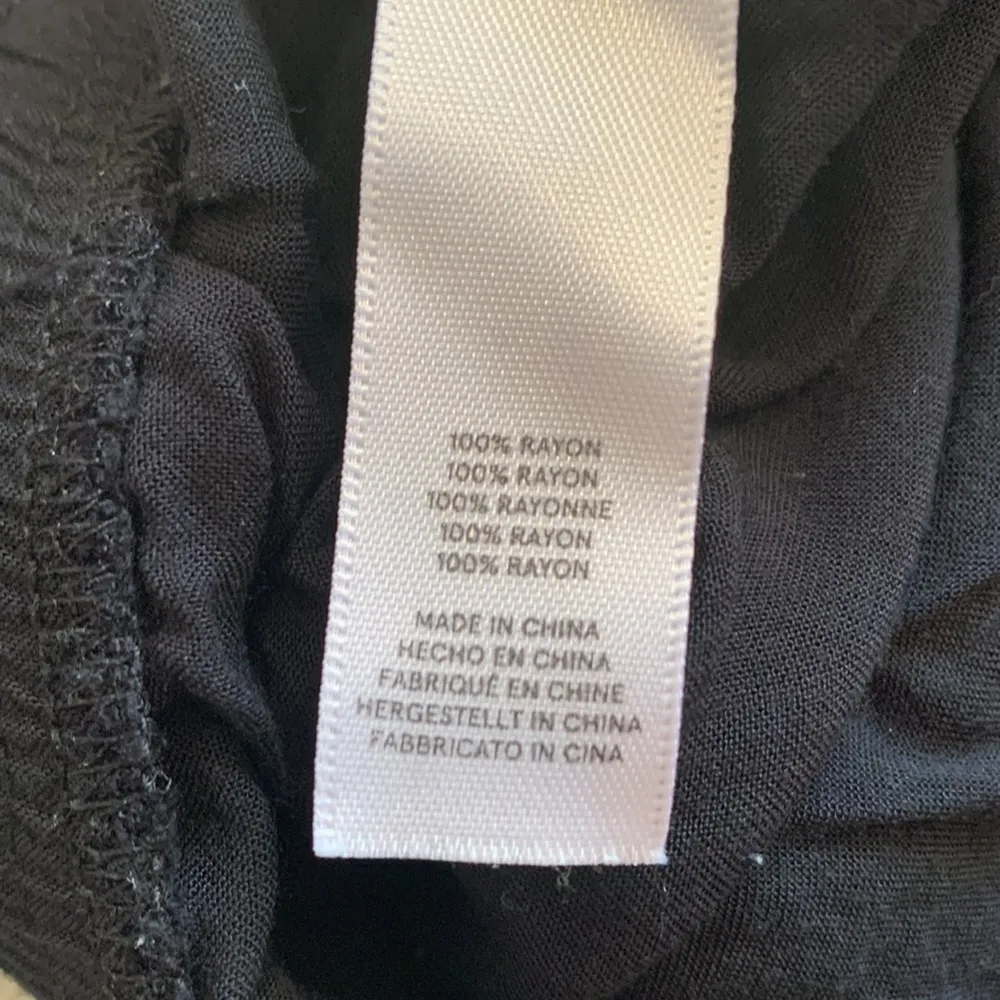 100% RAYON
100% RAYON
100% RAYONNE
100% RAYON
100% RAYON
MADE IN CHINA
HECHO EN CHINA
FABRIQUÉ EN CHINE
HERGESTELLT IN CHINA
FABBRICATO IN CINA